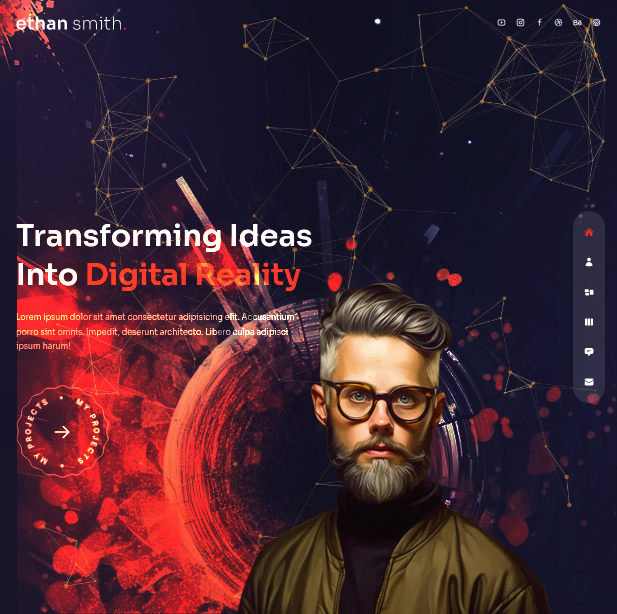 ethan smith.
Bē
Transforming Ideas
Into Digital Reality
Lorem ipsum dolor sit amet consectetur adipisicing elit. Accusantium
porro sint omnis. Impedit, deserunt architecto. Libero culpa adipisci
ipsum harum!
MY PROJECTS • MY PROJECTS •